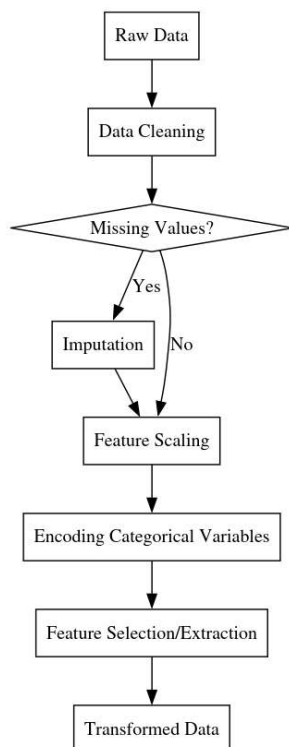 Raw Data
Data Cleaning
Missing Values?
Yes
Imputation
No
Feature Scaling
Encoding Categorical Variables
Feature Selection/Extraction
Transformed Data